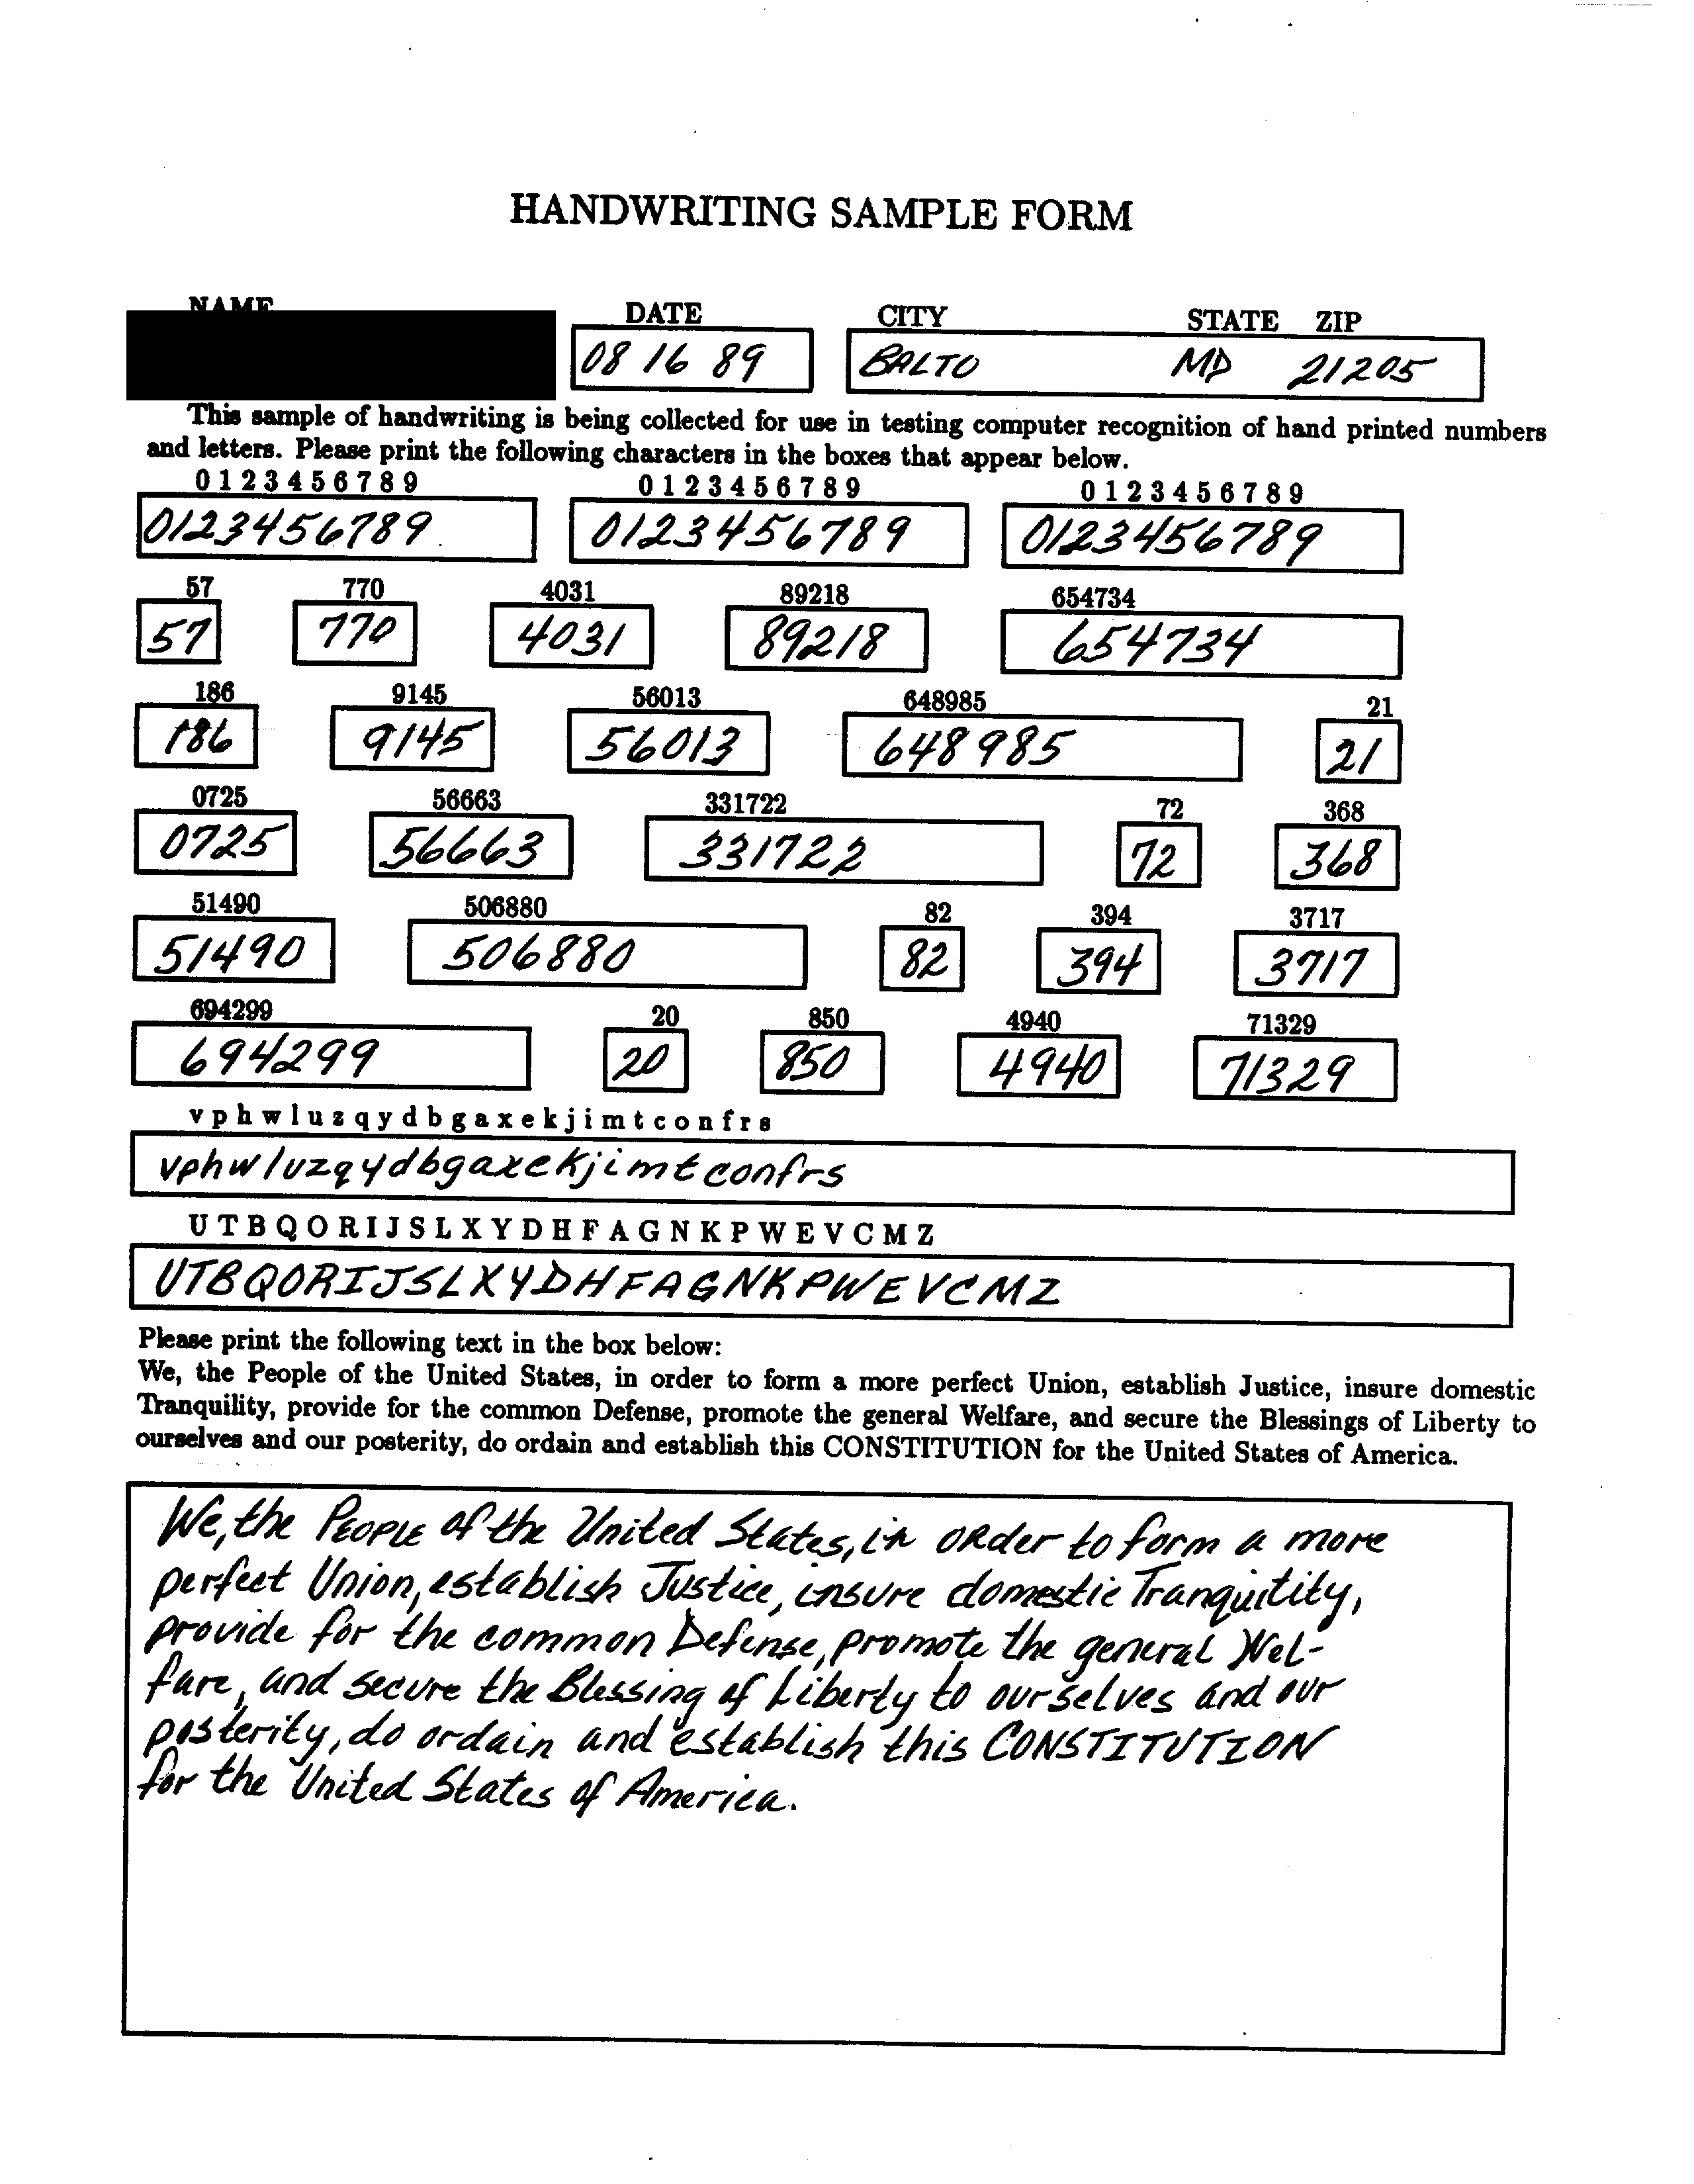 HANDWRITING SAMPLE FORM
NAME DATE CITY STATE ZIP
08 16 89 BALTO MD 21205
This sample of handwriting is being collected for use in testing computer recognition of hand printed numbers
and letters. Please print the following characters in the boxes that appear below.
0 1 2 3 4 5 6 7 8 9 0 1 2 3 4 5 6 7 8 9 0 1 2 3 4 5 6 7 8 9
0123456789 0123456789 0123456789
57 770 4031 89218 654734
57 770 4031 89218 654734
186 9145 56013 648985 21
186 9145 56013 648985 21
0725 56663 331722 72 368
0725 56663 331722 72 368
51490 506880 82 394 3717
51490 506880 82 394 3717
694299 20 850 4940 71329
694299 20 850 4940 71329
v p h w l u z q y d b g a x e k j i m t c o n f r s
vphwluzqydbgaxekjimtconfrs
U T B Q O R I J S L X Y D H F A G N K P W E V C M Z
UTBQORIJSLXYDHFAGNKPWEVCMZ
Please print the following text in the box below:
We, the People of the United States, in order to form a more perfect Union, establish Justice, insure domestic
Tranquility, provide for the common Defense, promote the general Welfare, and secure the Blessings of Liberty to
ourselves and our posterity, do ordain and establish this CONSTITUTION for the United States of America.
We, the PEOPLE of the United States, in ORder to form a more
perfect Union, establish Justice, insure domestic Tranquitity,
provide for the common Defense, promote the general Wel-
fare, and secure the Blessing of Liberty to ourselves and our
posterity, do ordain and establish this CONSTITUTION
for the United States of America.